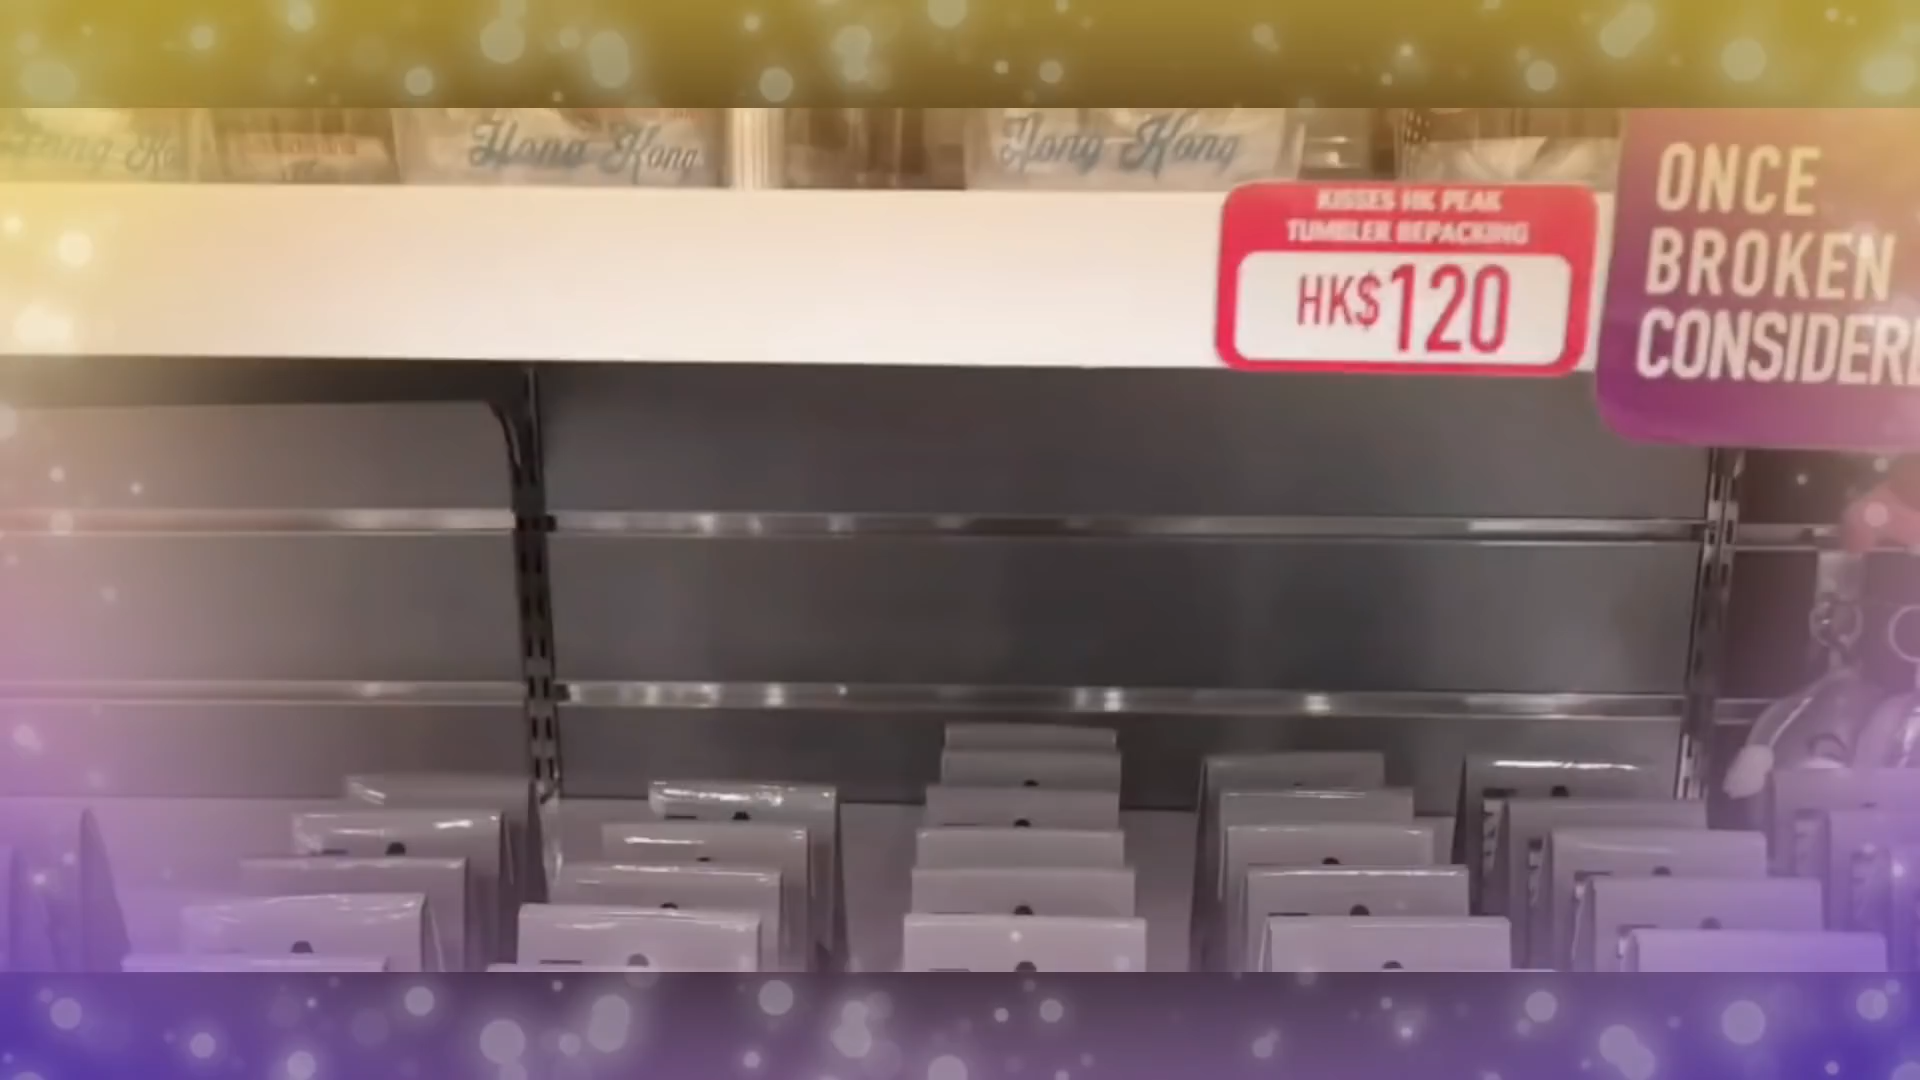 Hong Kong
Hong Kong
KISSES HK PEAK
TUMBLER REPACKING
HK$120
ONCE
BROKEN
CONSIDER